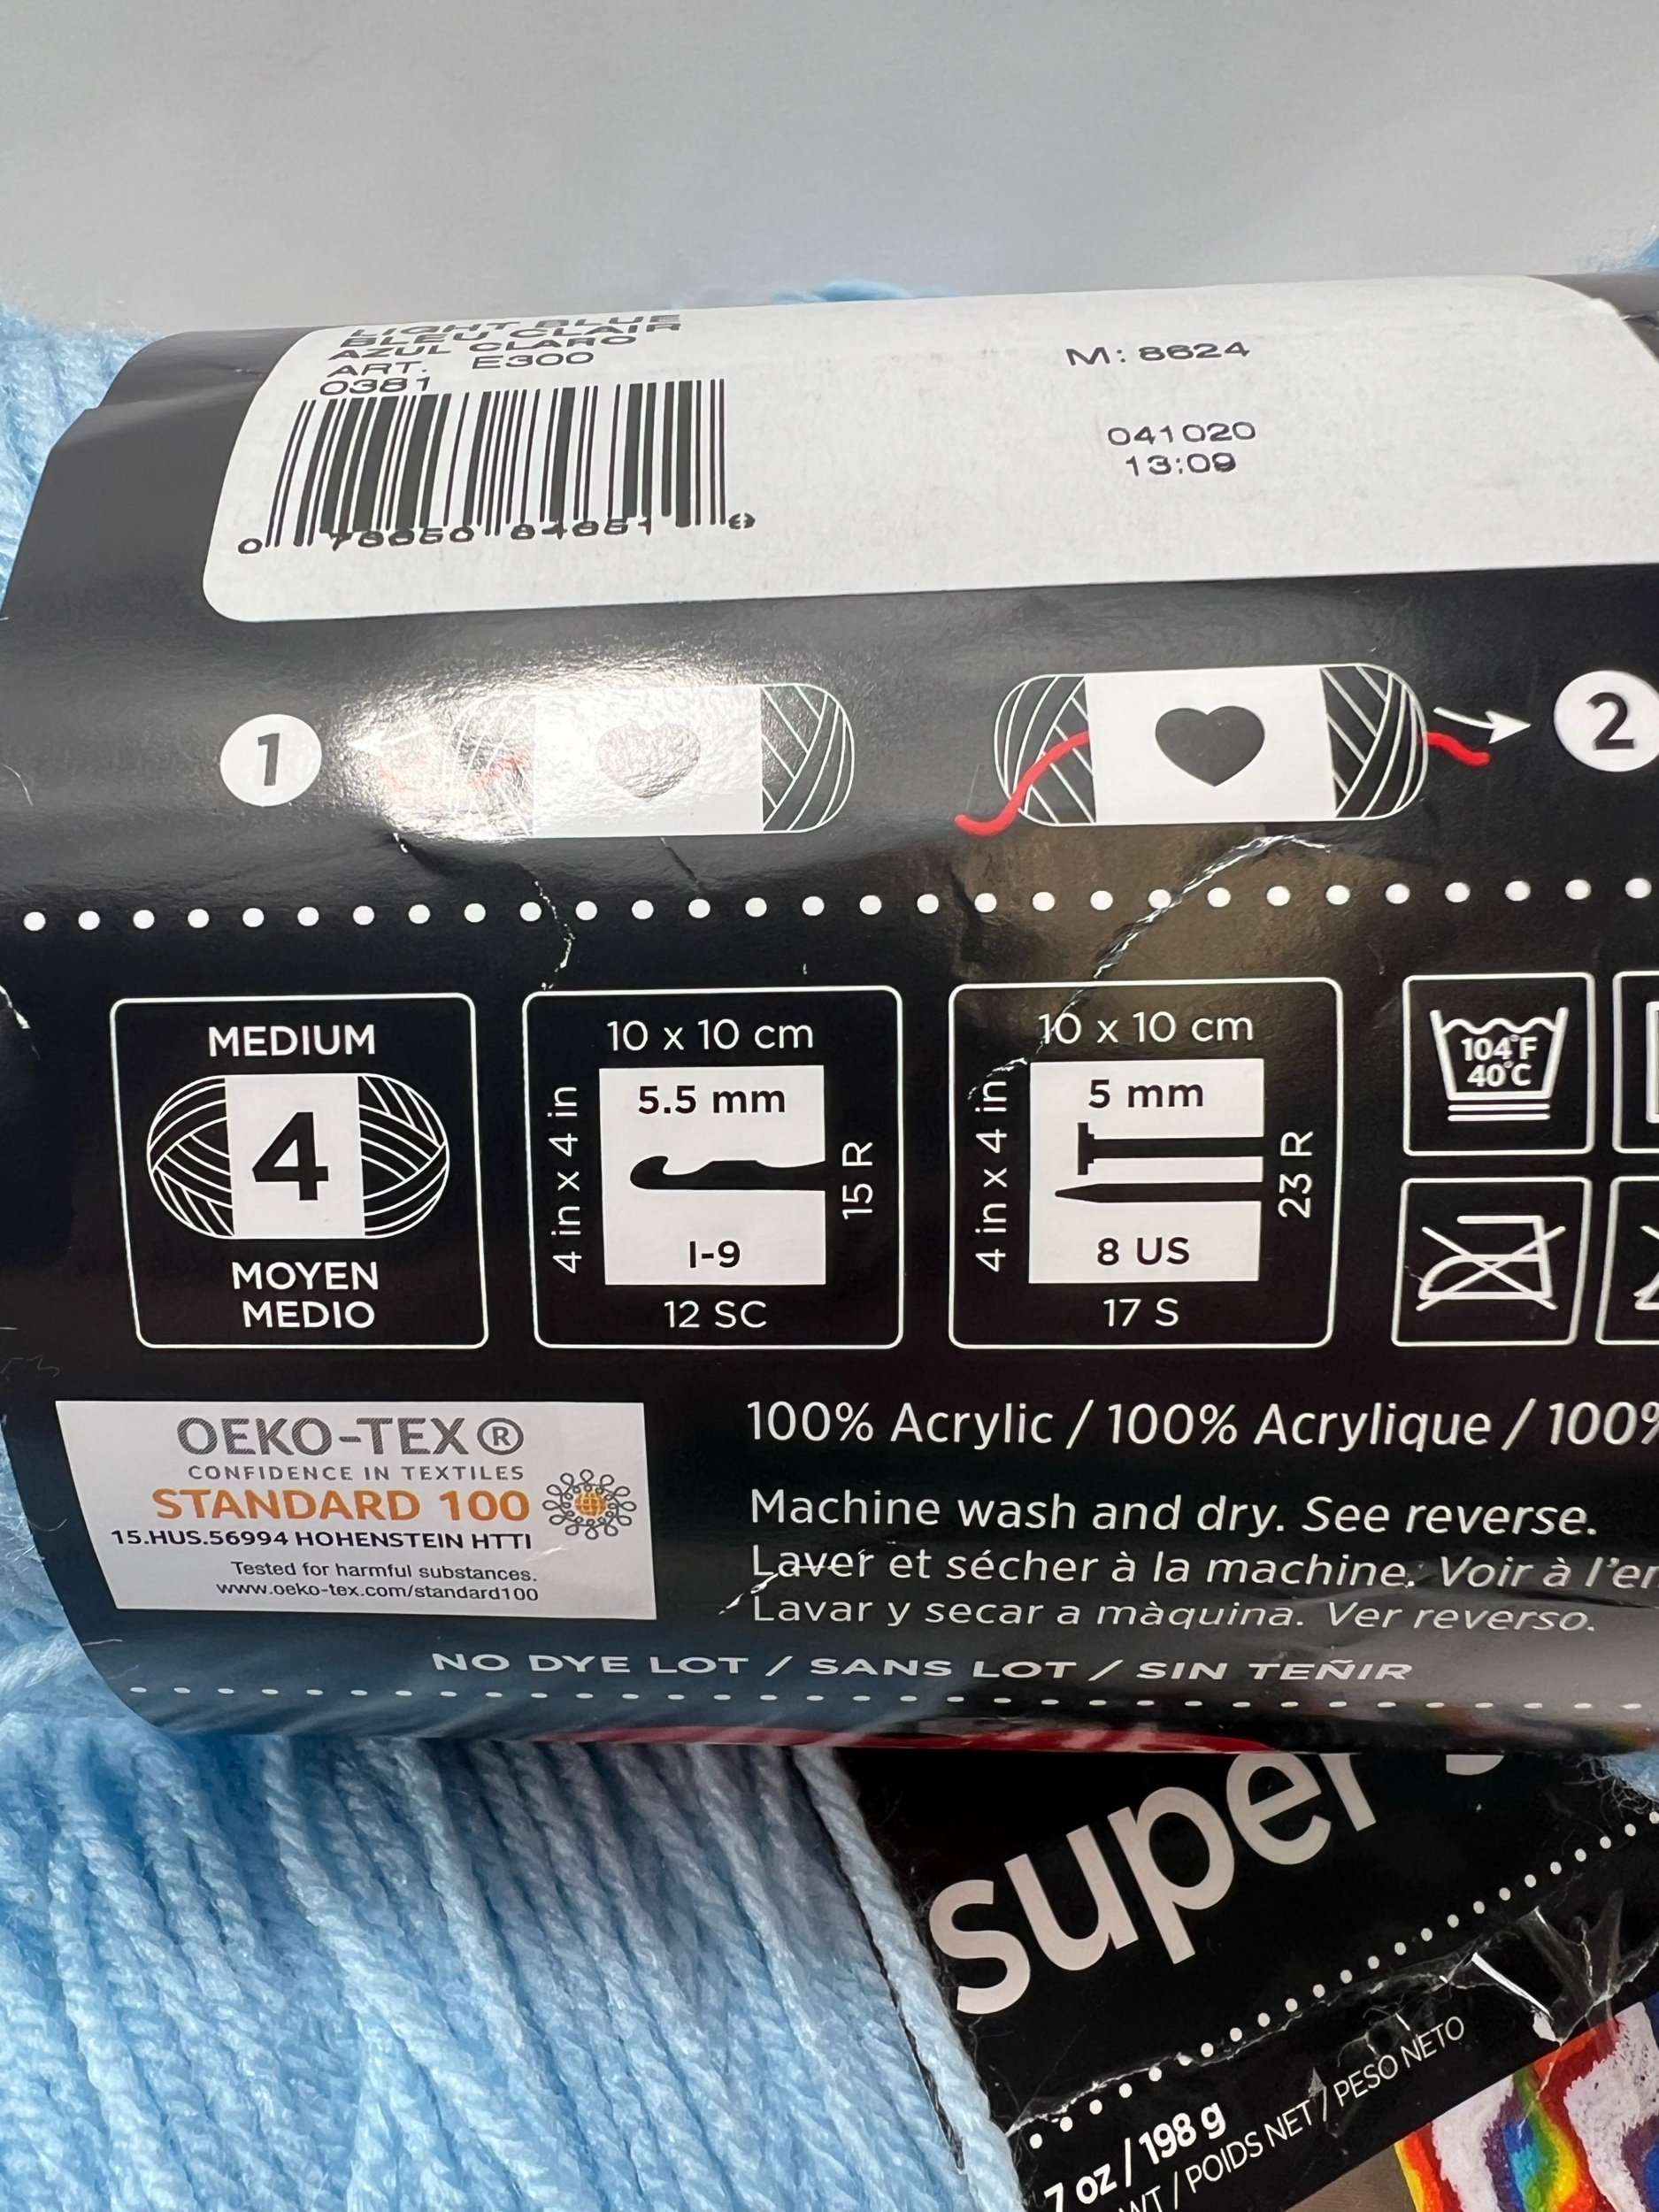 LIGHT BLUE
BLEU CLAIR
AZUL CLARO
ART. E300
0381
M: 8624
041020
13:09
1
2
MEDIUM
4
MOYEN
MEDIO
10 x 10 cm
4 in x 4 in
5.5 mm
I-9
15 R
12 SC
10 x 10 cm
4 in x 4 in
5 mm
8 US
23 R
17 S
104°F
40°C
OEKO-TEX®
CONFIDENCE IN TEXTILES
STANDARD 100
15.HUS.56994 HOHENSTEIN HTTI
Tested for harmful substances.
www.oeko-tex.com/standard100
100% Acrylic / 100% Acrylique / 100%
Machine wash and dry. See reverse.
Laver et sécher à la machine. Voir à l'
Lavar y secar a màquina. Ver reverso.
NO DYE LOT / SANS LOT / SIN TEÑIR
super
7 oz / 198 g
WT / POIDS NET / PESO NETO